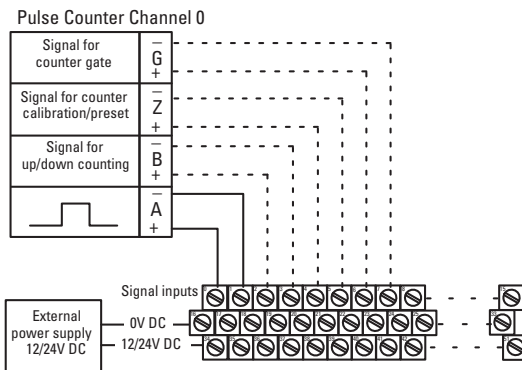 Pulse Counter Channel 0
Signal for
counter gate
–
G
+
Signal for counter
calibration/preset
–
Z
+
Signal for
up/down counting
–
B
+
–
A
+
Signal inputs
External
power supply
12/24V DC
0V DC
12/24V DC